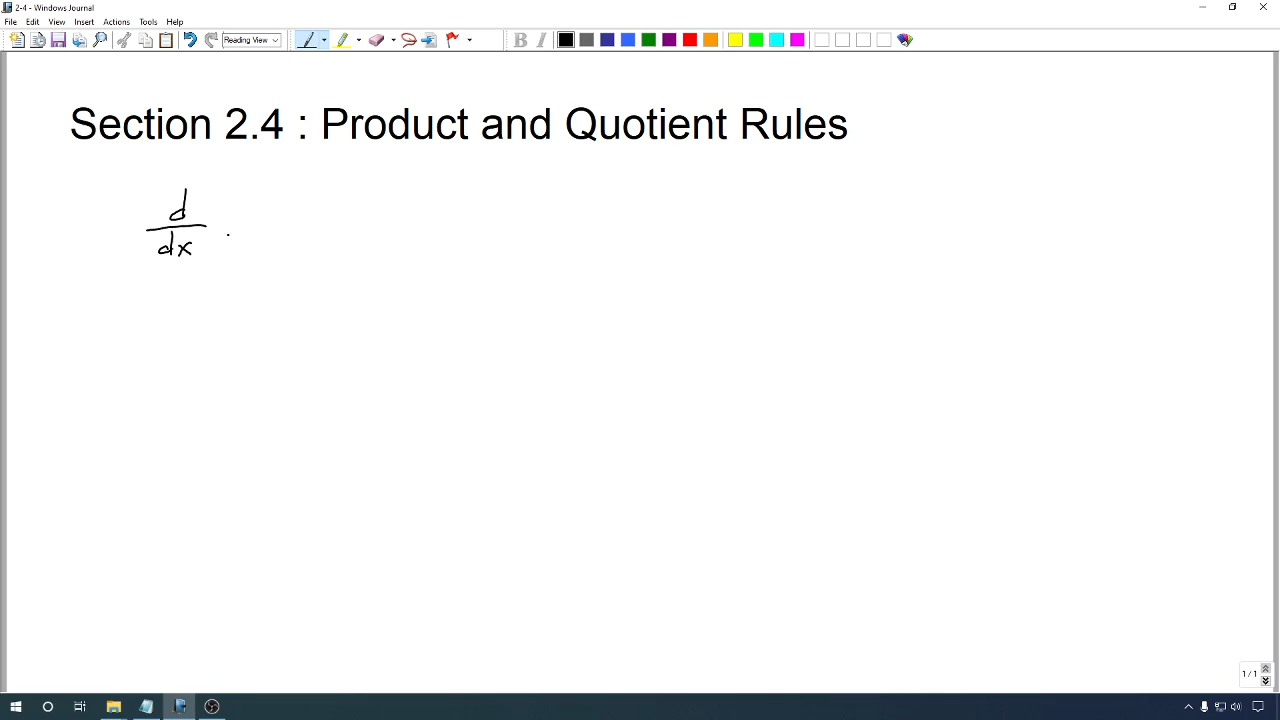 2-4 - Windows Journal
File Edit View Insert Actions Tools Help
Reading View B I
Section 2.4 : Product and Quotient Rules
d
dx
1 / 1